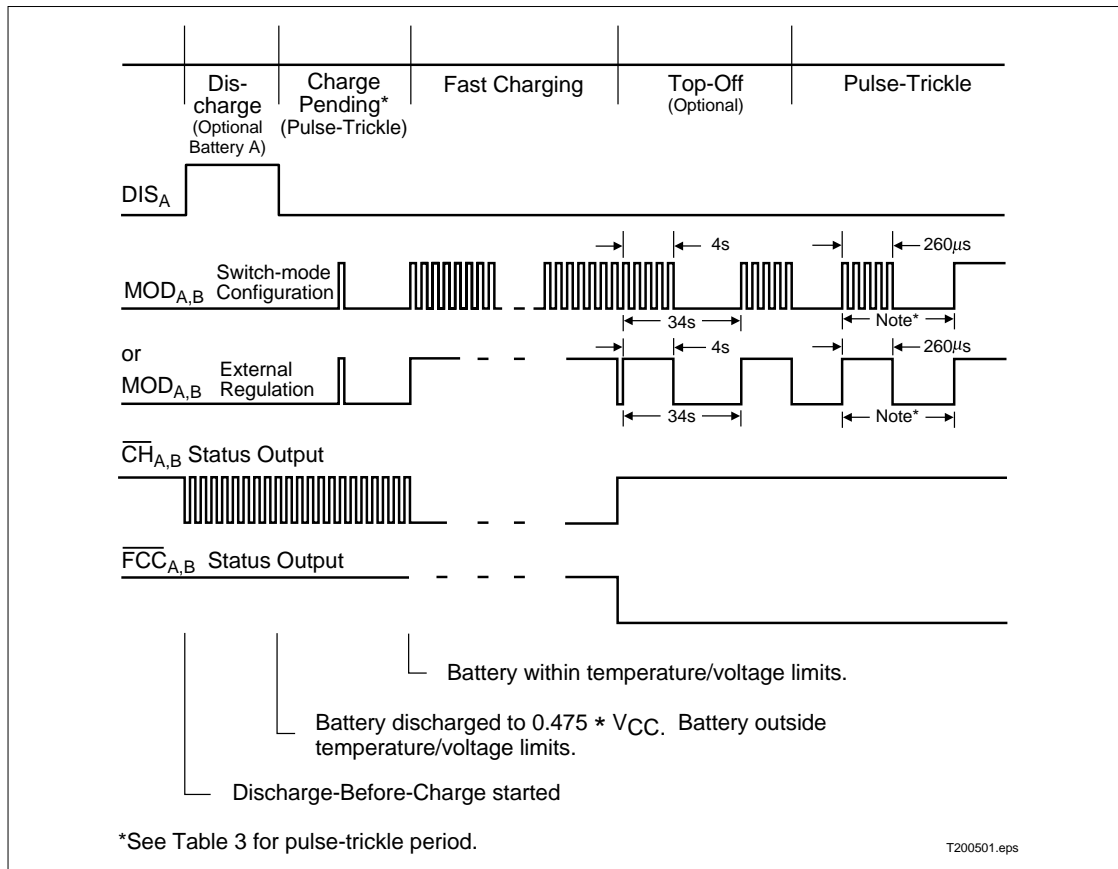 Dis-
charge
(Optional
Battery A)
Charge
Pending*
(Pulse-Trickle)
Fast Charging
Top-Off
(Optional)
Pulse-Trickle
DISA
4s
260µs
MODA,B
Switch-mode
Configuration
34s
Note*
or
MODA,B
External
Regulation
4s
260µs
34s
Note*
CHA,B Status Output
FCCA,B Status Output
Battery within temperature/voltage limits.
Battery discharged to 0.475 * VCC. Battery outside
temperature/voltage limits.
Discharge-Before-Charge started
*See Table 3 for pulse-trickle period.
T200501.eps